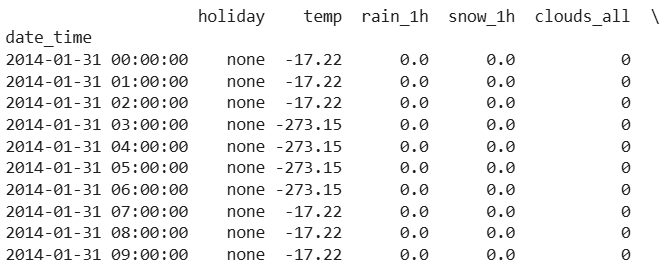 holiday temp rain_1h snow_1h clouds_all \
date_time
2014-01-31 00:00:00 none -17.22 0.0 0.0 0
2014-01-31 01:00:00 none -17.22 0.0 0.0 0
2014-01-31 02:00:00 none -17.22 0.0 0.0 0
2014-01-31 03:00:00 none -273.15 0.0 0.0 0
2014-01-31 04:00:00 none -273.15 0.0 0.0 0
2014-01-31 05:00:00 none -273.15 0.0 0.0 0
2014-01-31 06:00:00 none -273.15 0.0 0.0 0
2014-01-31 07:00:00 none -17.22 0.0 0.0 0
2014-01-31 08:00:00 none -17.22 0.0 0.0 0
2014-01-31 09:00:00 none -17.22 0.0 0.0 0